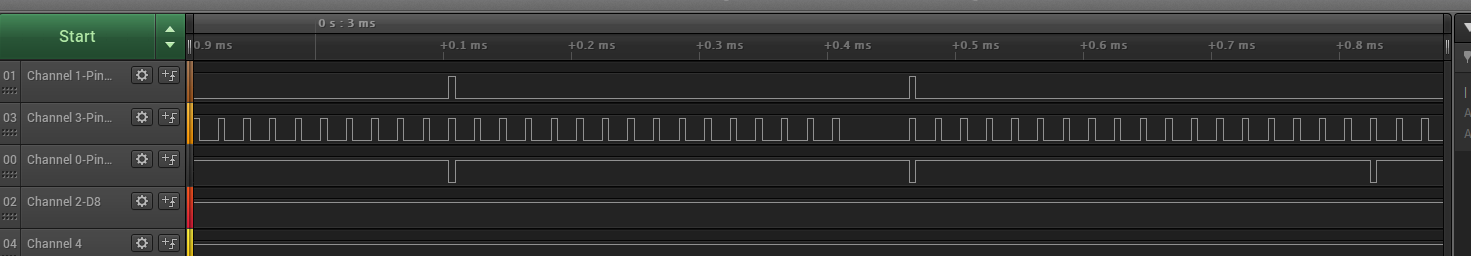 Start
0 s : 3 ms
0.9 ms +0.1 ms +0.2 ms +0.3 ms +0.4 ms +0.5 ms +0.6 ms +0.7 ms +0.8 ms
01 Channel 1-Pin...
03 Channel 3-Pin...
00 Channel 0-Pin...
02 Channel 2-D8
04 Channel 4